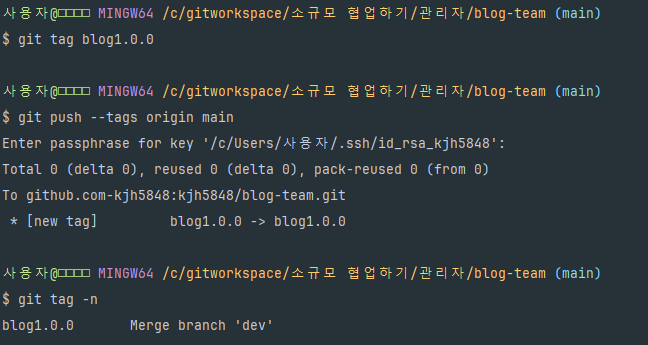 사용자@□□□□ MINGW64 /c/gitworkspace/소규모 협업하기/관리자/blog-team (main)
$ git tag blog1.0.0
사용자@□□□□ MINGW64 /c/gitworkspace/소규모 협업하기/관리자/blog-team (main)
$ git push --tags origin main
Enter passphrase for key '/c/Users/사용자/.ssh/id_rsa_kjh5848':
Total 0 (delta 0), reused 0 (delta 0), pack-reused 0 (from 0)
To github.com-kjh5848:kjh5848/blog-team.git
 * [new tag]         blog1.0.0 -> blog1.0.0
사용자@□□□□ MINGW64 /c/gitworkspace/소규모 협업하기/관리자/blog-team (main)
$ git tag -n
blog1.0.0       Merge branch 'dev'